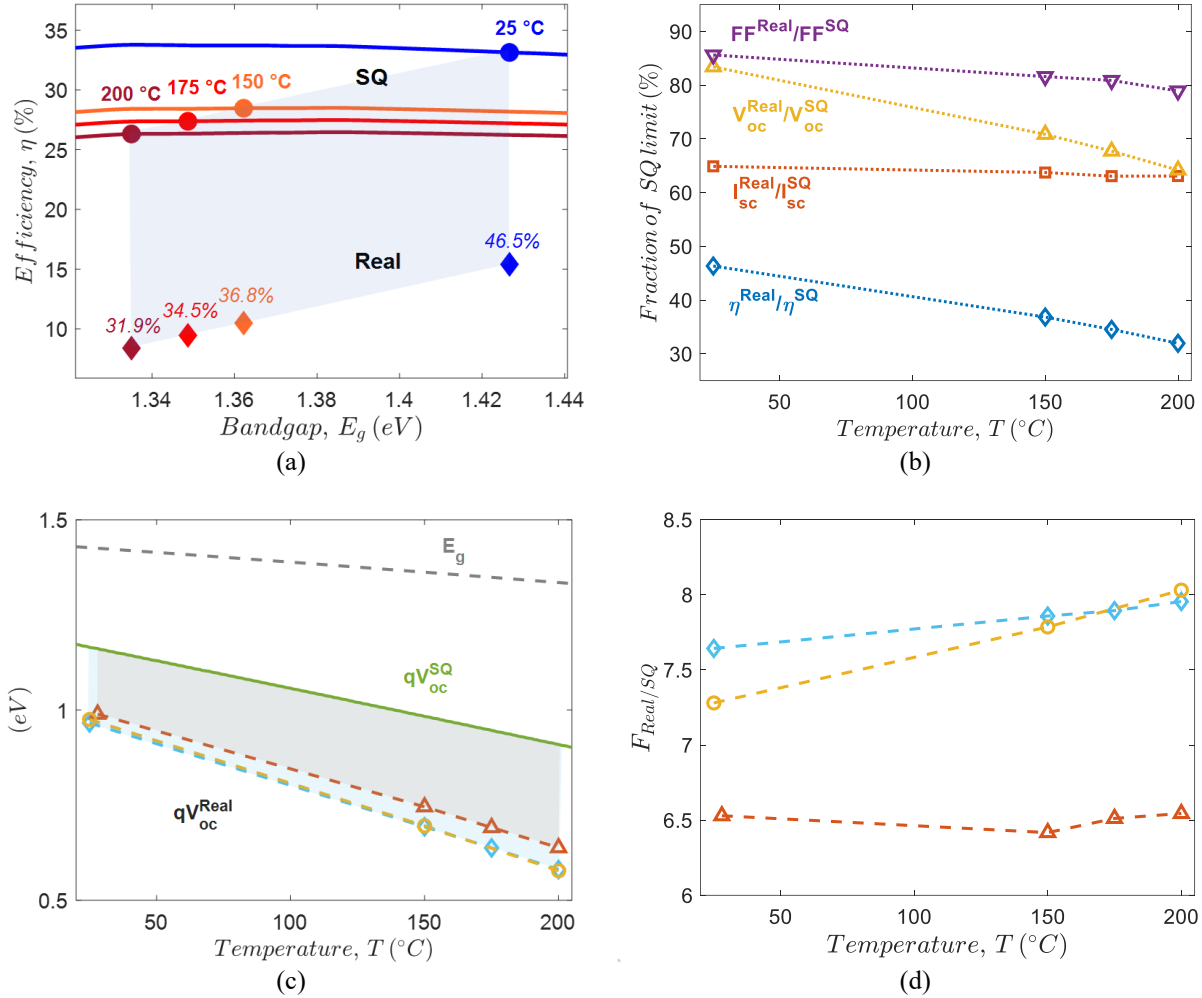 35
30
25
20
15
10
Efficiency, η (%)
25 °C
SQ
200 °C
175 °C
150 °C
Real
46.5%
36.8%
34.5%
31.9%
1.34
1.36
1.38
1.4
1.42
1.44
Bandgap, E_g (eV)
(a)
90
80
70
60
50
40
30
Fraction of SQ limit (%)
FF^Real/FF^SQ
V_oc^Real/V_oc^SQ
I_sc^Real/I_sc^SQ
η^Real/η^SQ
50
100
150
200
Temperature, T (°C)
(b)
1.5
1
0.5
(eV)
E_g
qV_oc^SQ
qV_oc^Real
50
100
150
200
Temperature, T (°C)
(c)
8.5
8
7.5
7
6.5
6
F_Real/SQ
50
100
150
200
Temperature, T (°C)
(d)